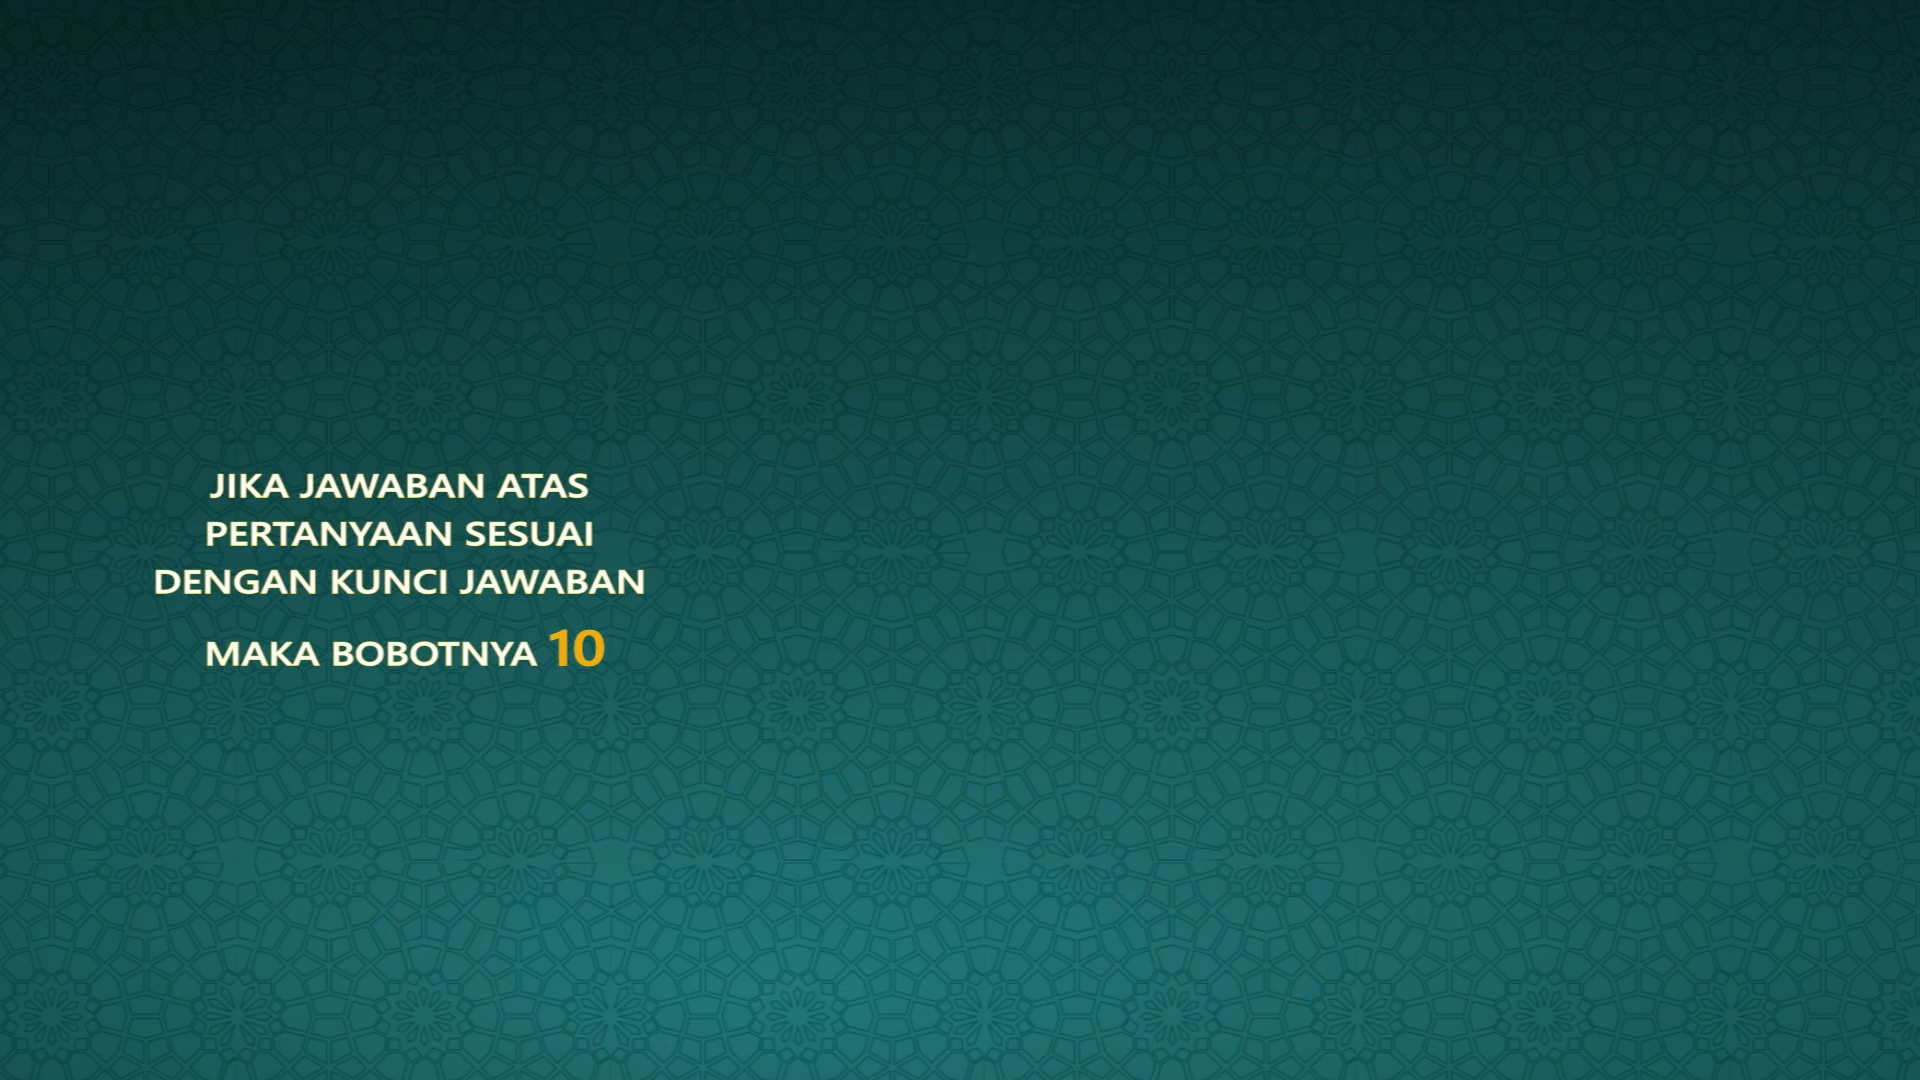 JIKA JAWABAN ATAS
PERTANYAAN SESUAI
DENGAN KUNCI JAWABAN
MAKA BOBOTNYA 10